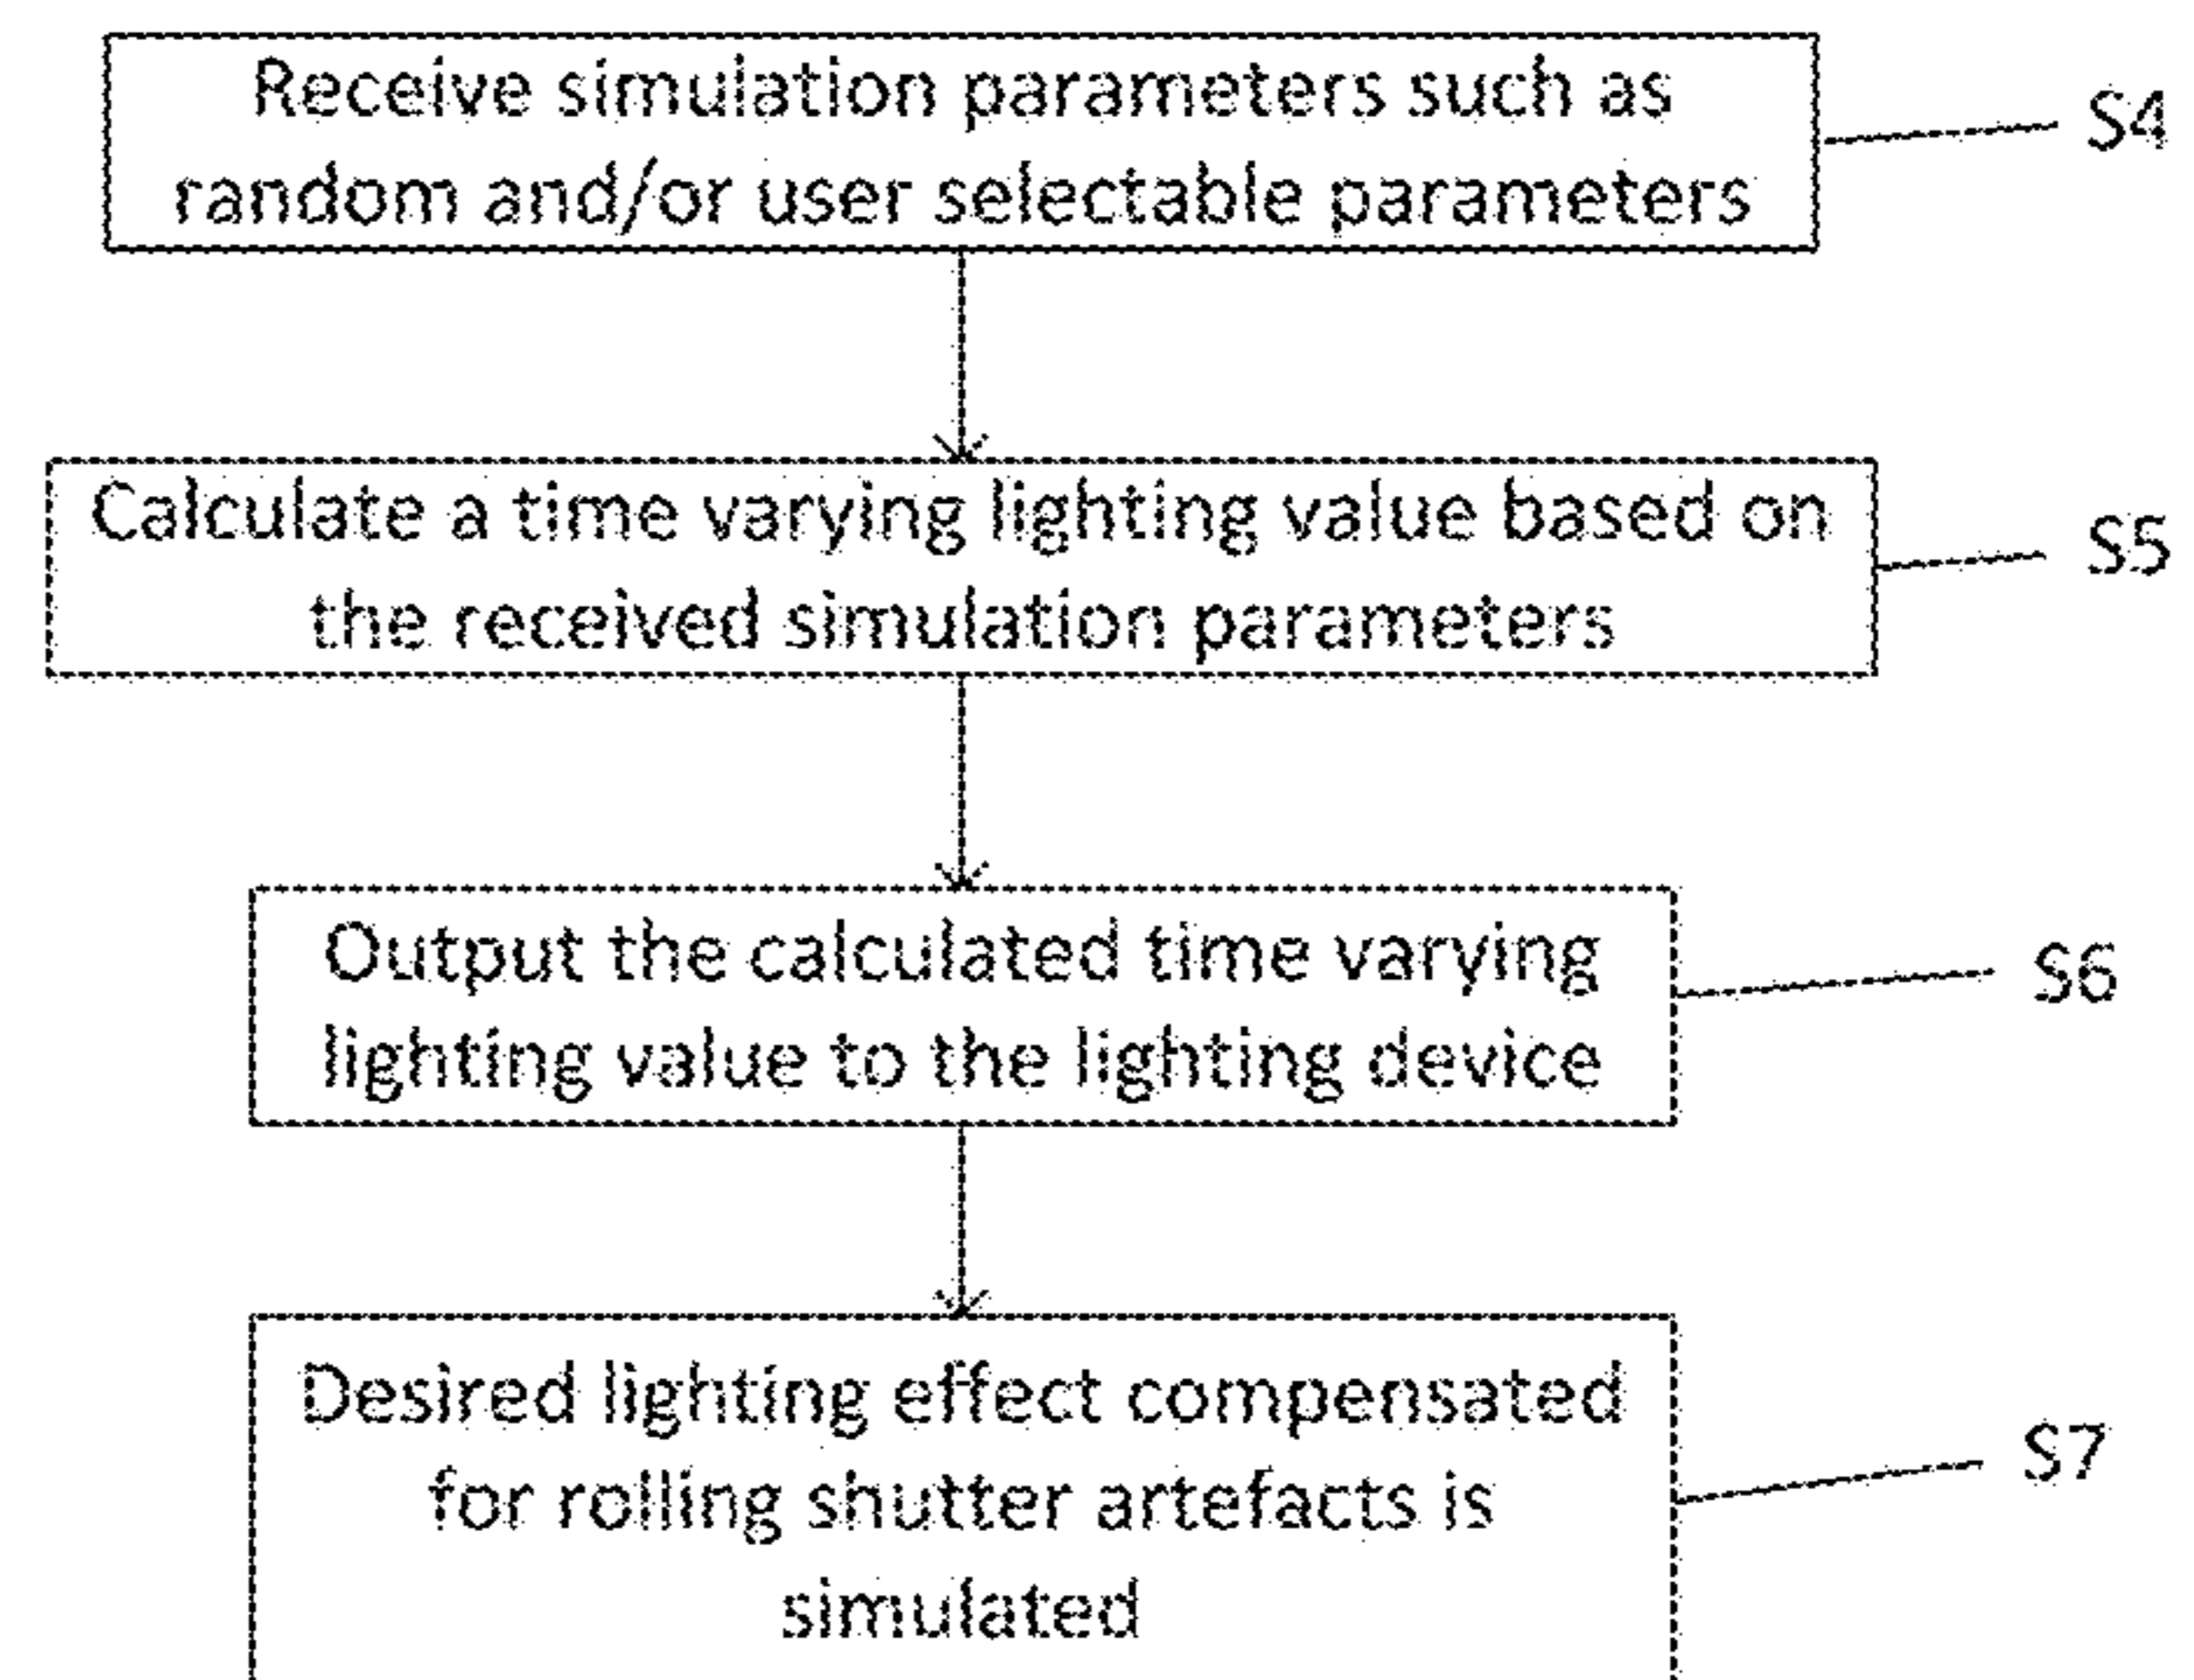 Receive simulation parameters such as
random and/or user selectable parameters
S4
Calculate a time varying lighting value based on
the received simulation parameters
S5
Output the calculated time varying
lighting value to the lighting device
S6
Desired lighting effect compensated
for rolling shutter artefacts is
simulated
S7